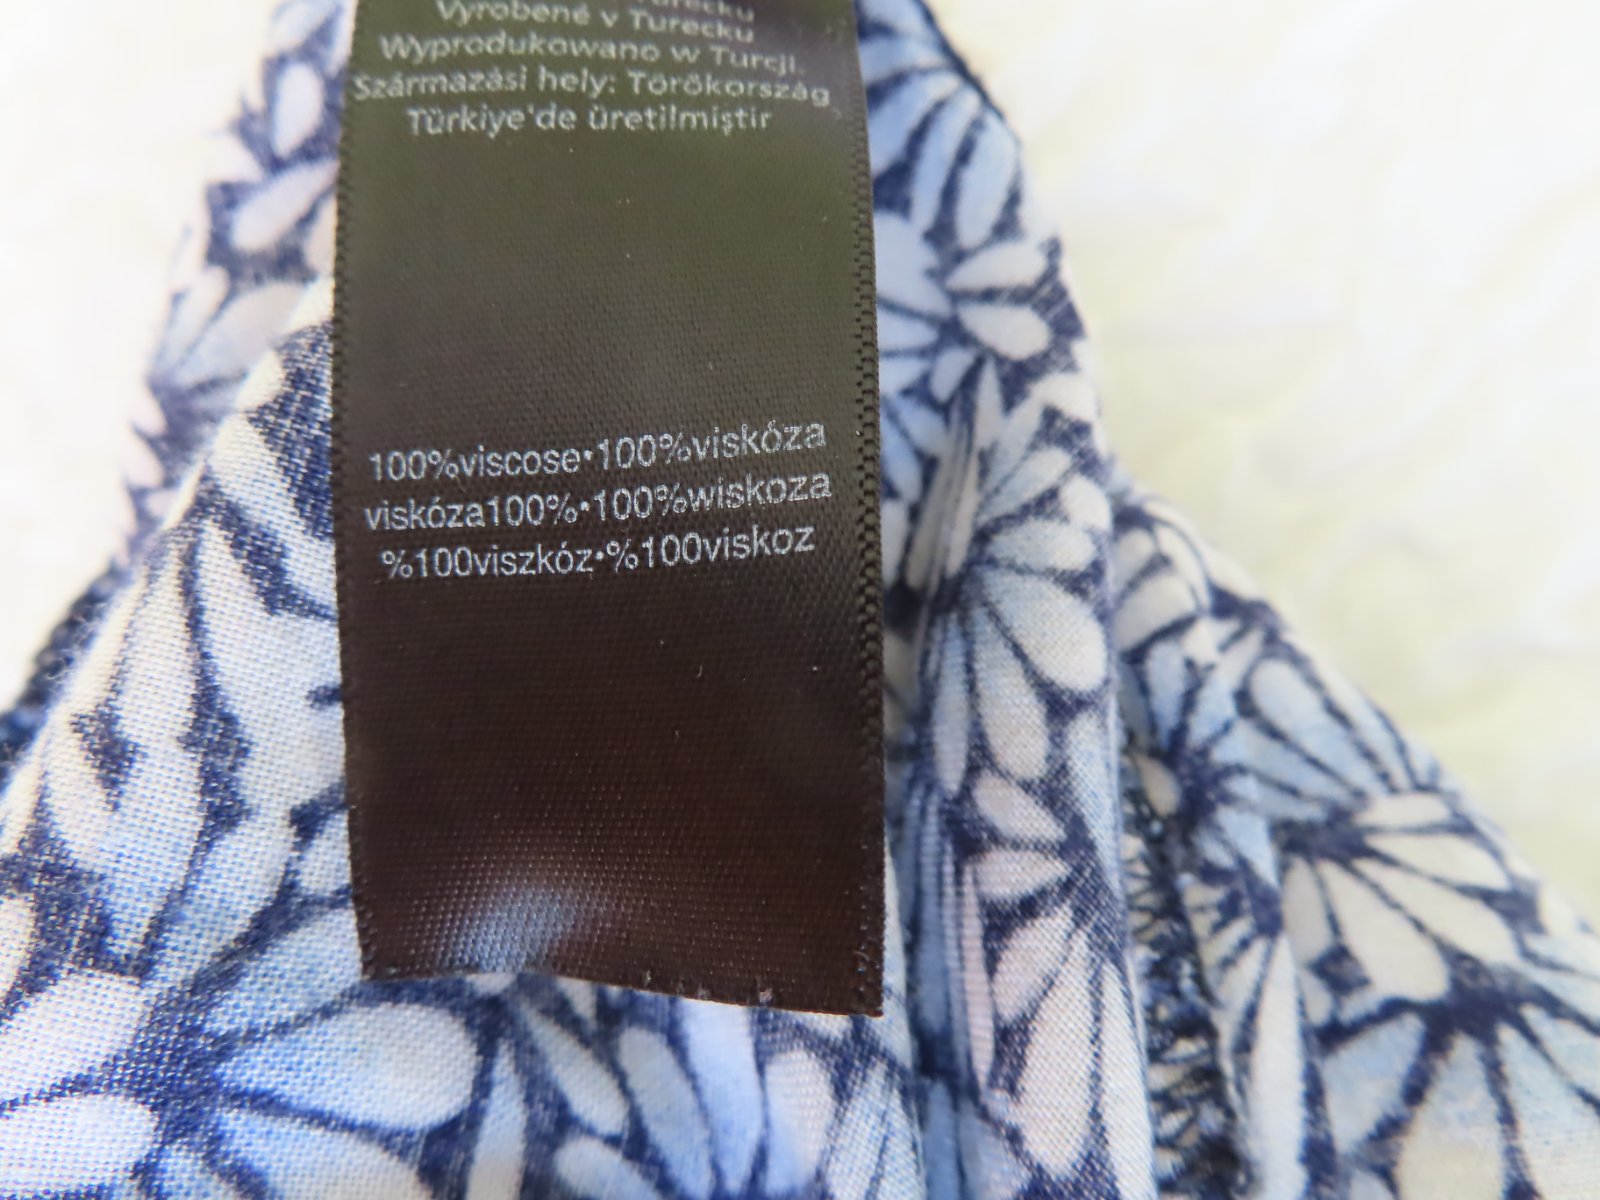 Turecku
Vyrobené v Turecku
Wyprodukowano w Turcji.
Származási hely: Törökország
Türkiye'de üretilmiştir
100%viscose•100%viskóza
viskóza100%•100%wiskoza
%100viszkóz•%100viskoz